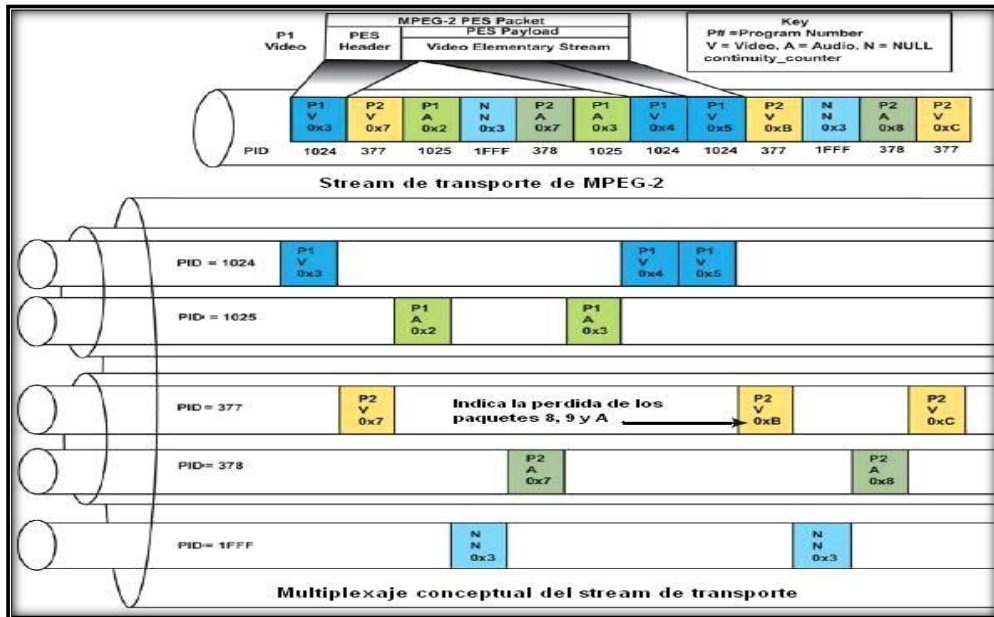 MPEG-2 PES Packet
P1
Video
PES
Header
PES Payload
Video Elementary Stream
Key
P# =Program Number
V = Video, A = Audio, N = NULL
continuity_counter
P1 P2 P1 N P2 P1 P1 P1 P2 N P2 P2
V V A N A A V V V N A V
0x3 0x7 0x2 0x3 0x7 0x3 0x4 0x5 0xB 0x3 0x8 0xC
PID 1024 377 1025 1FFF 378 1025 1024 1024 377 1FFF 378 377
Stream de transporte de MPEG-2
PID = 1024
P1 P1 P1
V V V
0x3 0x4 0x5
PID = 1025
P1 P1
A A
0x2 0x3
PID = 377
P2 P2 P2
V V V
0x7 0xB 0xC
Indica la perdida de los
paquetes 8, 9 y A
PID = 378
P2 P2
A A
0x7 0x8
PID = 1FFF
N N
N N
0x3 0x3
Multiplexaje conceptual del stream de transporte